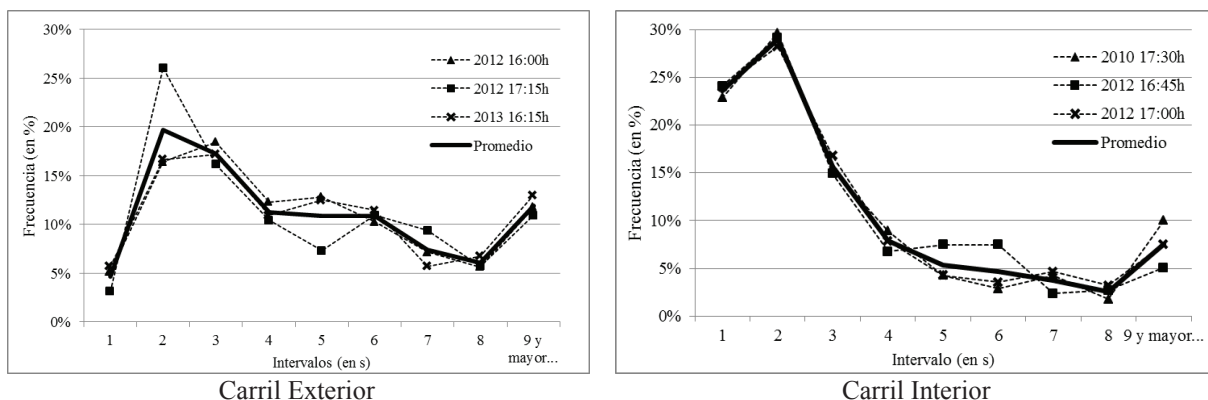 30%
25%
20%
15%
10%
5%
0%
Frecuencia (en %)
2012 16:00h
2012 17:15h
2013 16:15h
Promedio
1 2 3 4 5 6 7 8 9 y mayor...
Intervalos (en s)
Carril Exterior
30%
25%
20%
15%
10%
5%
0%
Frecuencia (en %)
2010 17:30h
2012 16:45h
2012 17:00h
Promedio
1 2 3 4 5 6 7 8 9 y mayor...
Intervalo (en s)
Carril Interior